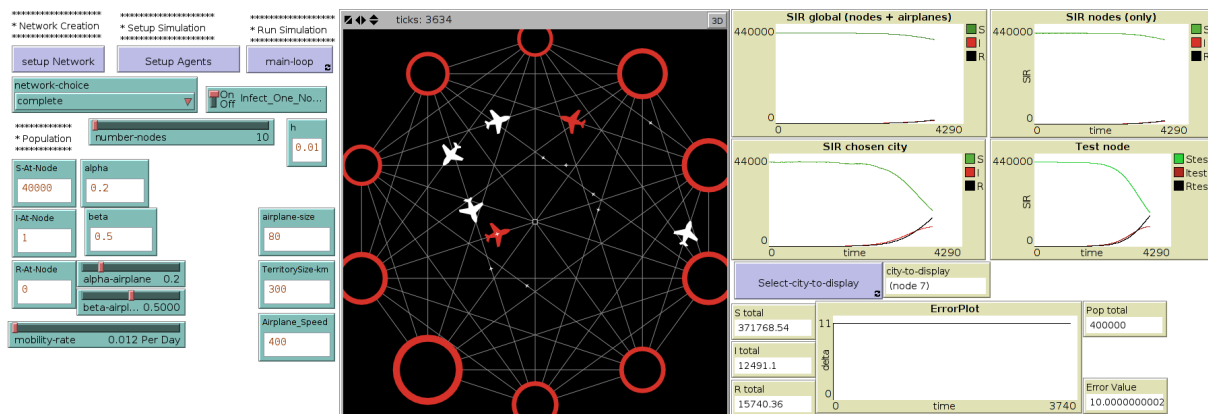 ********************
* Network Creation
********************
setup Network
*********************
* Setup Simulation
*********************
Setup Agents
*****************
* Run Simulation
*****************
main-loop
network-choice
complete
On
Off
Infect_One_No...
************
* Population
************
number-nodes 10
h
0.01
S-At-Node
40000
alpha
0.2
I-At-Node
1
beta
0.5
R-At-Node
0
alpha-airplane 0.2
beta-airpl... 0.5000
mobility-rate 0.012 Per Day
airplane-size
80
TerritorySize-km
300
Airplane_Speed
400
ticks: 3634
3D
SIR global (nodes + airplanes)
440000
0
0
time
4290
S
I
R
SIR nodes (only)
440000
SIR
0
0
time
4290
S
I
R
SIR chosen city
440000
0
0
time
4290
S
I
R
Test node
44000
SIR
0
0
time
4290
Stest
Itest
Rtest
Select-city-to-display
city-to-display
(node 7)
S total
371768.54
I total
12491.1
R total
15740.36
ErrorPlot
11
delta
0
0
time
3740
Pop total
400000
Error Value
10.0000000002